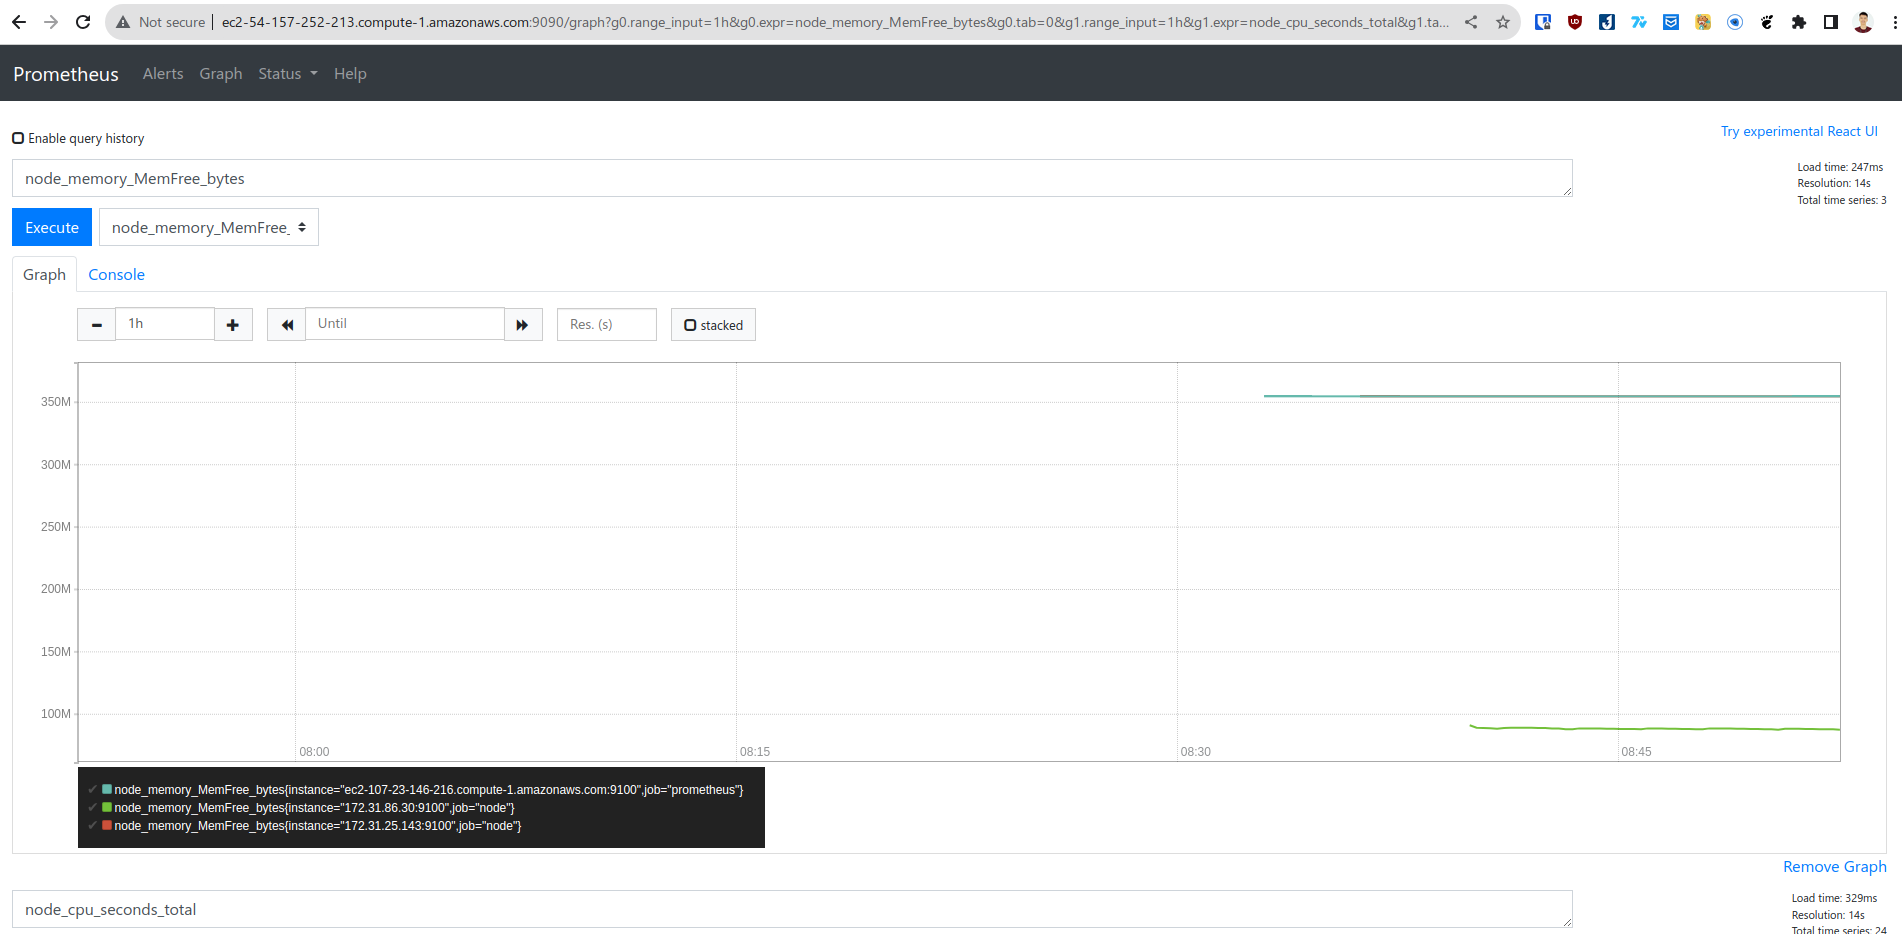 Not secure | ec2-54-157-252-213.compute-1.amazonaws.com:9090/graph?g0.range_input=1h&g0.expr=node_memory_MemFree_bytes&g0.tab=0&g1.range_input=1h&g1.expr=node_cpu_seconds_total&g1.ta...
Prometheus Alerts Graph Status Help
Enable query history
Try experimental React UI
node_memory_MemFree_bytes
Load time: 247ms
Resolution: 14s
Total time series: 3
Execute node_memory_MemFree_
Graph Console
1h Until Res. (s) stacked
350M
300M
250M
200M
150M
100M
08:00 08:15 08:30 08:45
node_memory_MemFree_bytes{instance="ec2-107-23-146-216.compute-1.amazonaws.com:9100",job="prometheus"}
node_memory_MemFree_bytes{instance="172.31.86.30:9100",job="node"}
node_memory_MemFree_bytes{instance="172.31.25.143:9100",job="node"}
Remove Graph
node_cpu_seconds_total
Load time: 329ms
Resolution: 14s
Total time series: 24